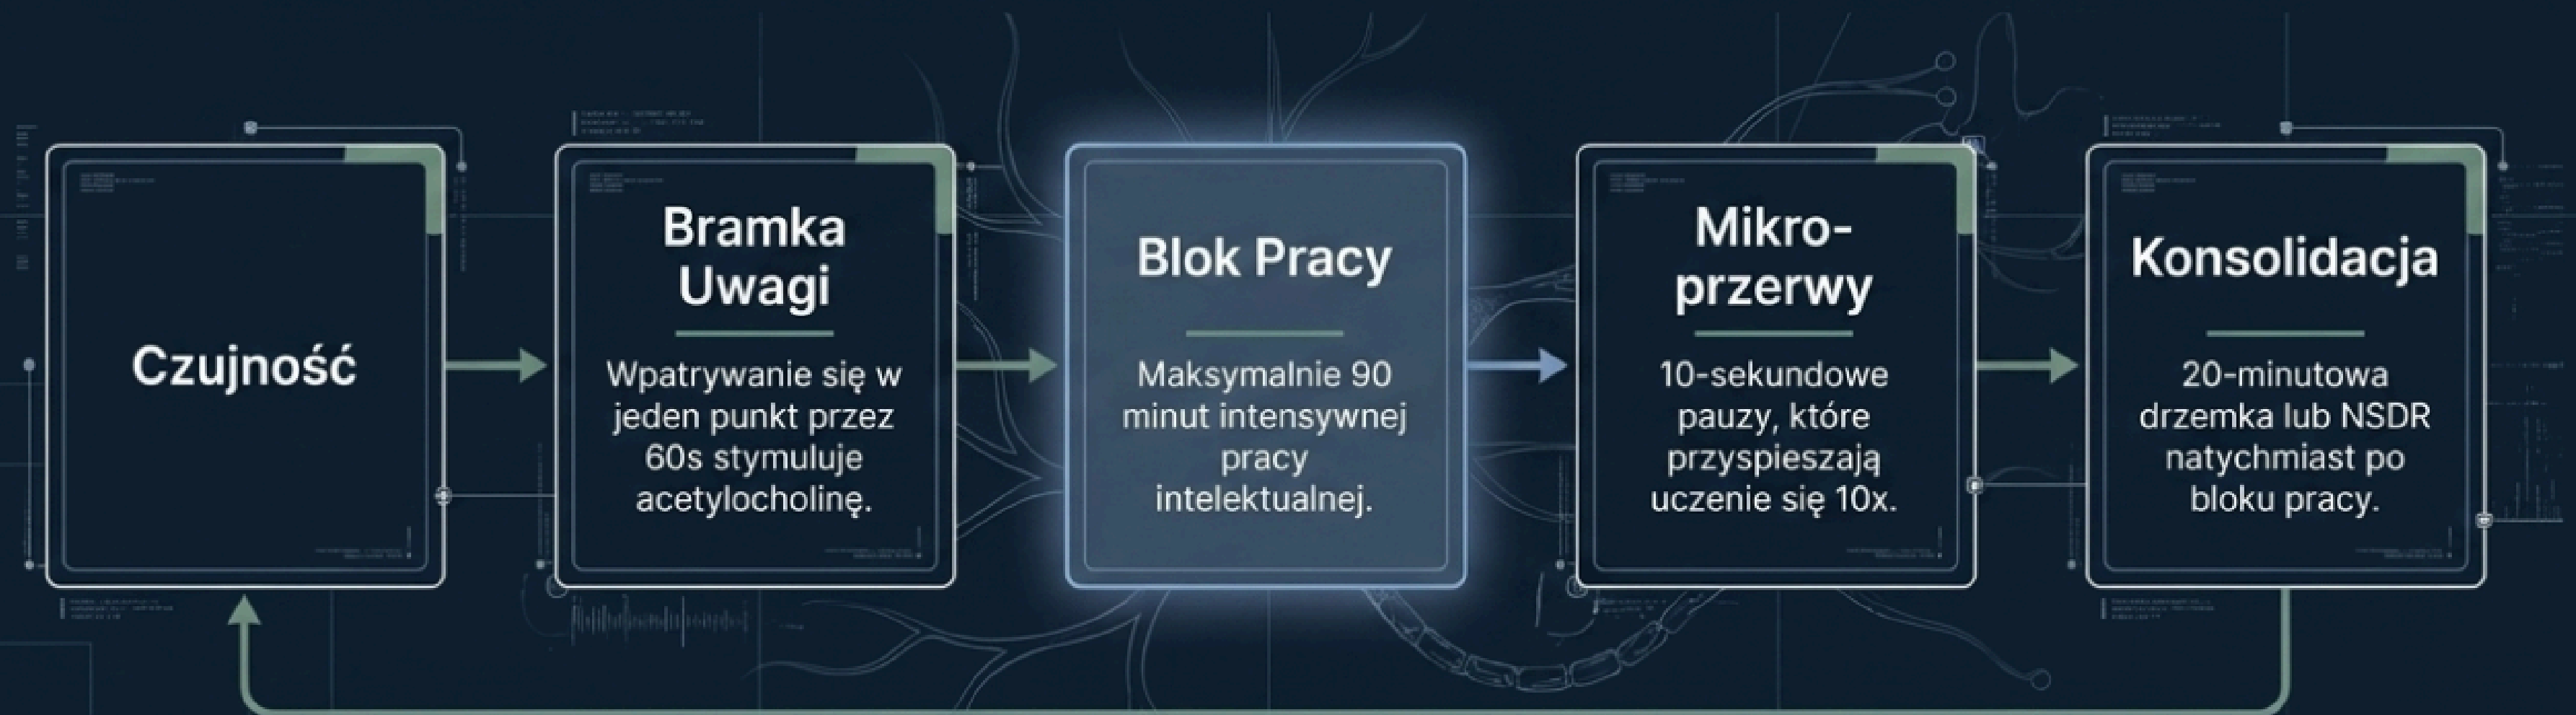 Czujność
Bramka
Uwagi
Wpatrywanie się w
jeden punkt przez
60s stymuluje
acetylocholinę.
Blok Pracy
Maksymalnie 90
minut intensywnej
pracy
intelektualnej.
Mikro-
przerwy
10-sekundowe
pauzy, które
przyspieszają
uczenie się 10x.
Konsolidacja
20-minutowa
drzemka lub NSDR
natychmiast po
bloku pracy.